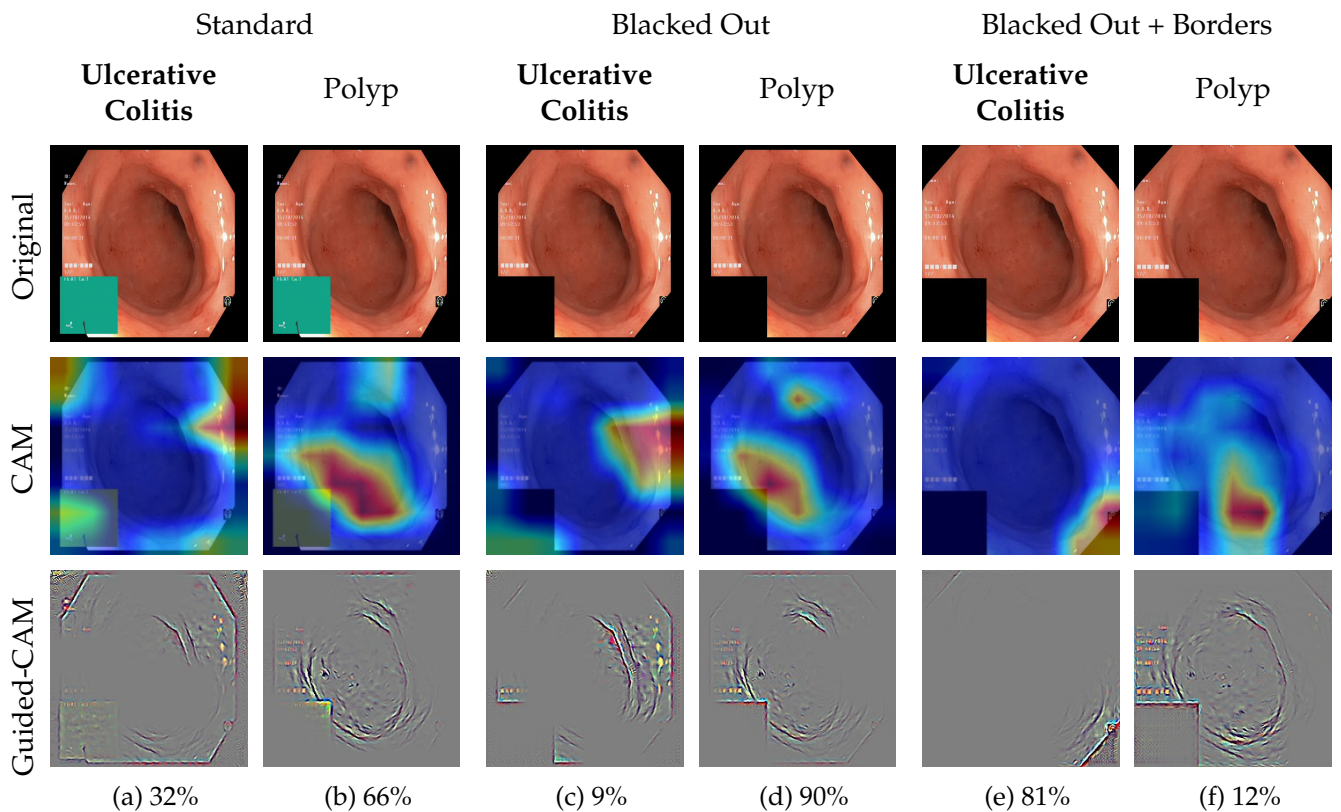 Standard Blacked Out Blacked Out + Borders
Ulcerative Colitis Polyp Ulcerative Colitis Polyp Ulcerative Colitis Polyp
Original
CAM
Guided-CAM
(a) 32% (b) 66% (c) 9% (d) 90% (e) 81% (f) 12%